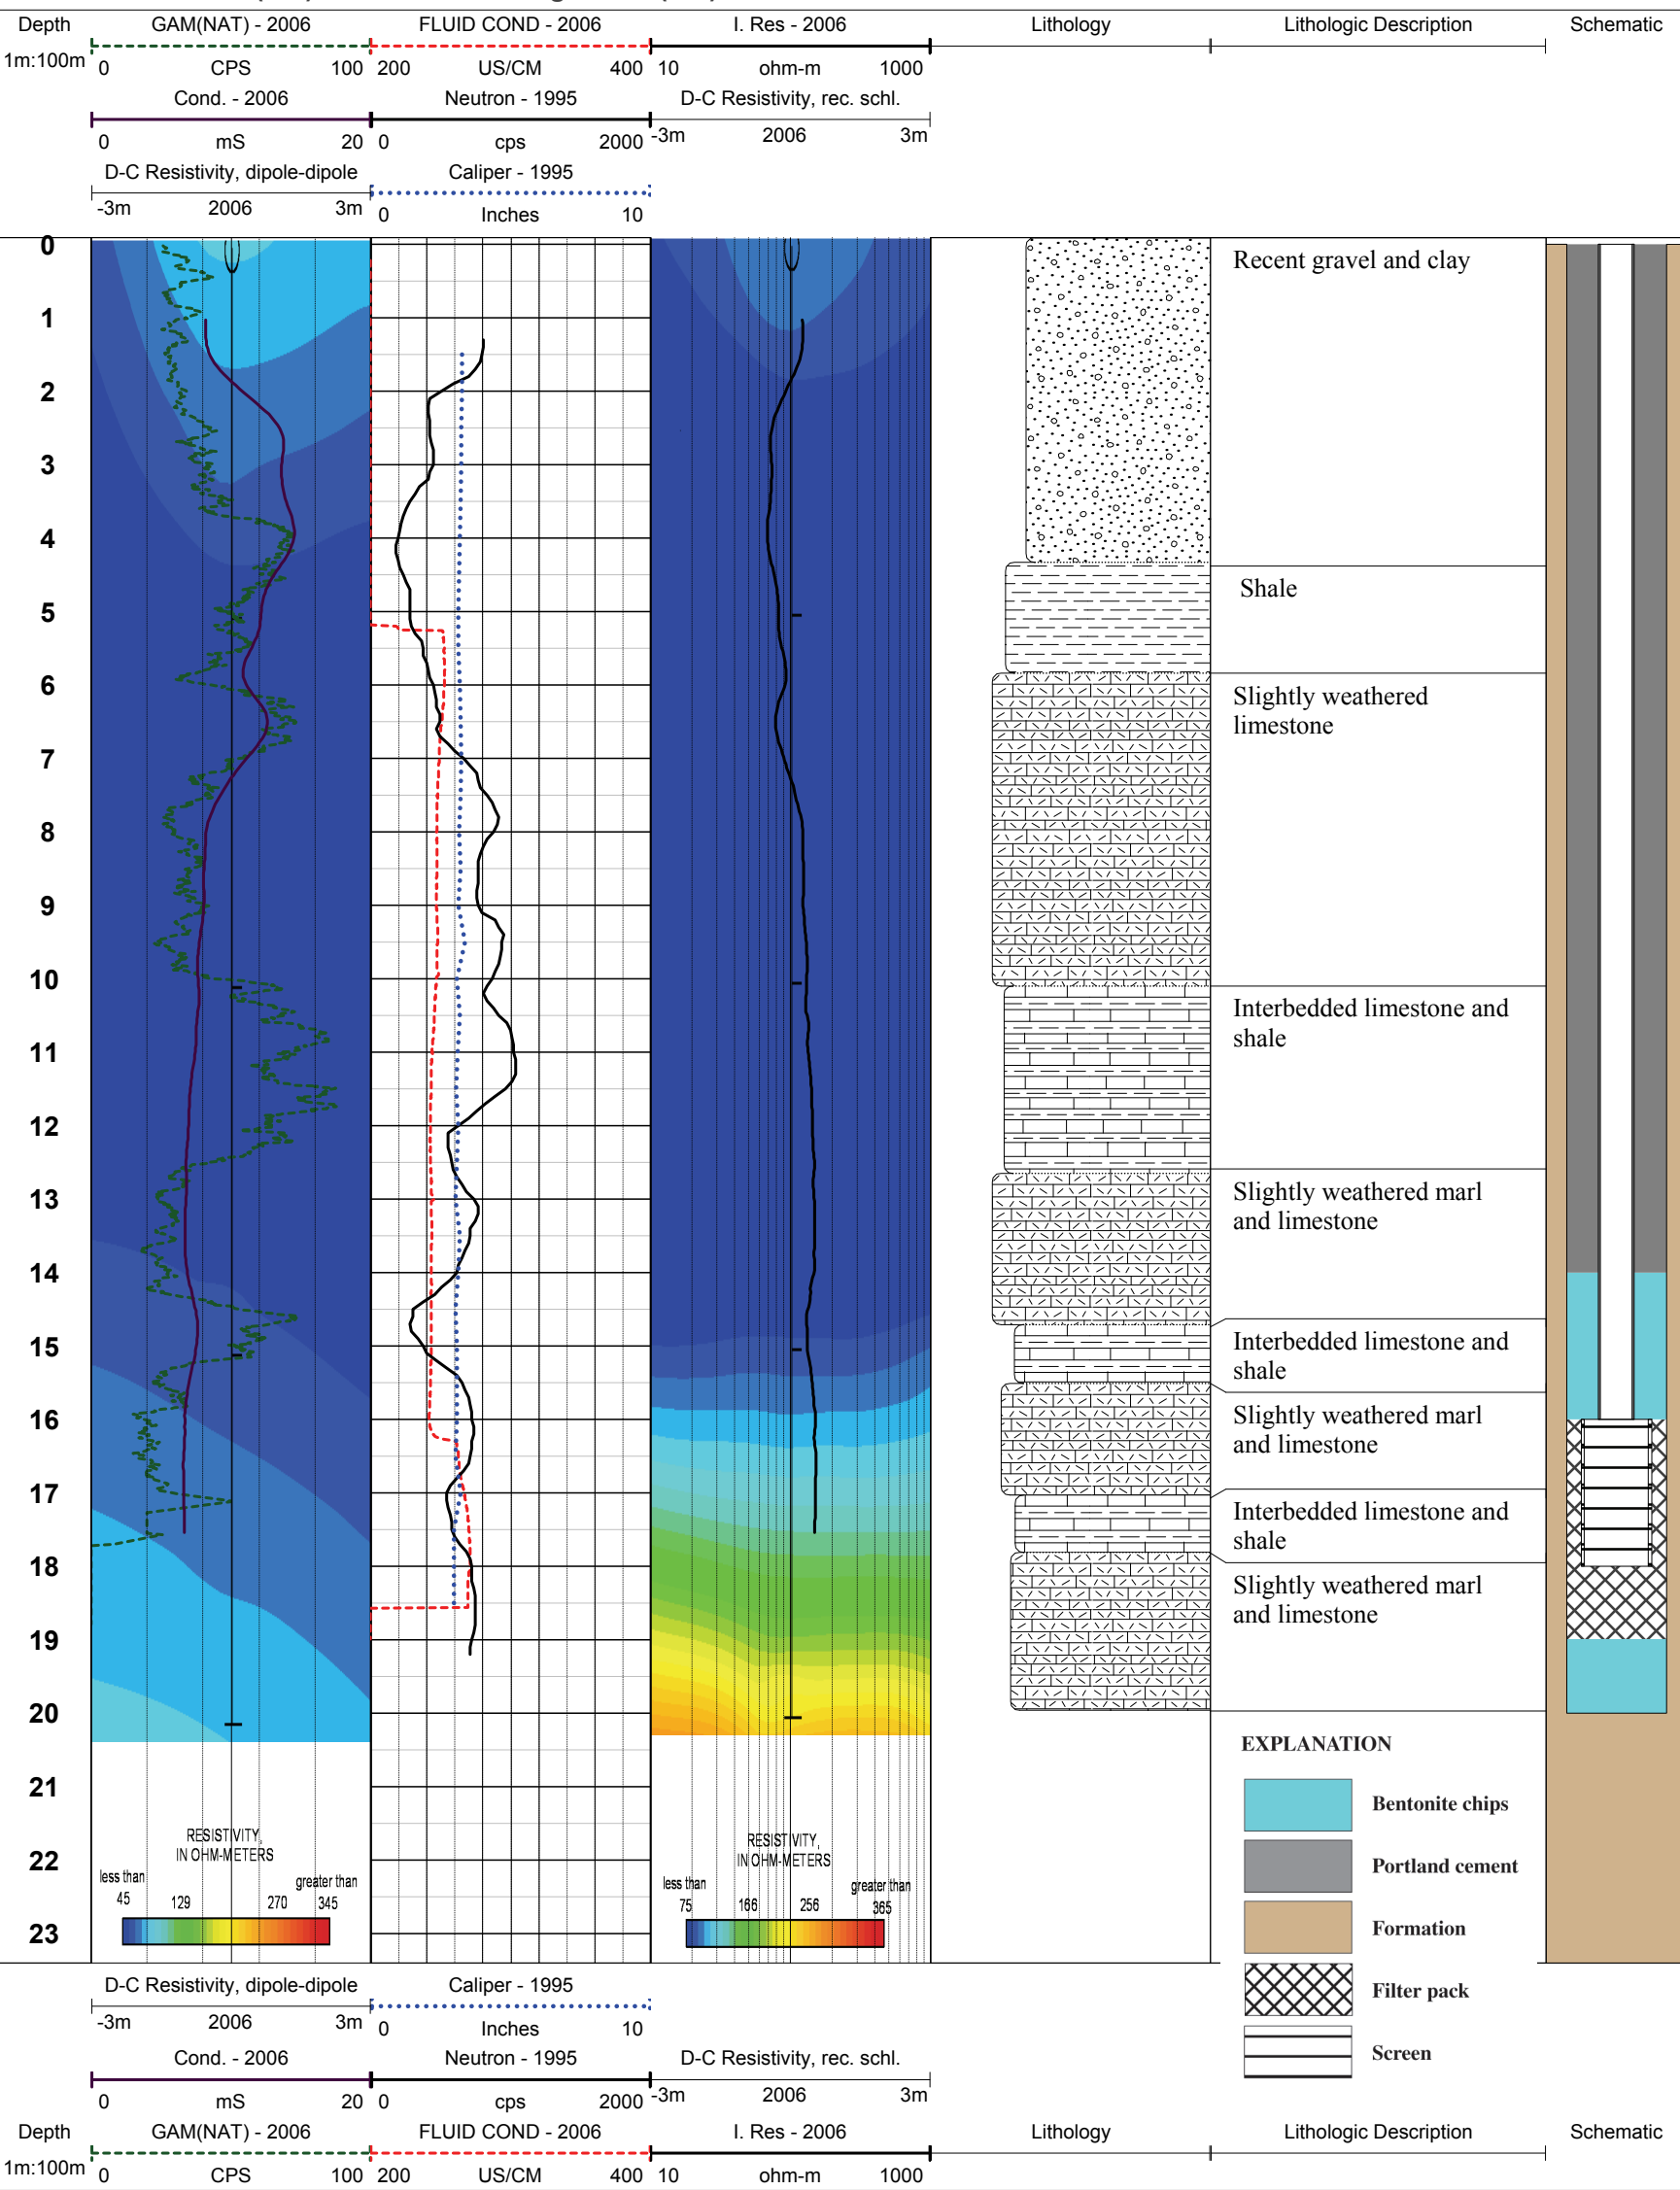 Depth GAM(NAT) - 2006 FLUID COND - 2006 I. Res - 2006 Lithology Lithologic Description Schematic
1m:100m 0 CPS 100 200 US/CM 400 10 ohm-m 1000
Cond. - 2006 Neutron - 1995 D-C Resistivity, rec. schl.
0 mS 20 0 cps 2000 -3m 2006 3m
D-C Resistivity, dipole-dipole Caliper - 1995
-3m 2006 3m 0 Inches 10
0
Recent gravel and clay
1
2
3
4
Shale
5
6
Slightly weathered
limestone
7
8
9
10
Interbedded limestone and
shale
11
12
Slightly weathered marl
and limestone
13
14
Interbedded limestone and
shale
15
16
Slightly weathered marl
and limestone
17
Interbedded limestone and
shale
18
Slightly weathered marl
and limestone
19
20
EXPLANATION
21
Bentonite chips
RESISTIVITY, RESISTIVITY,
IN OHM-METERS IN OHM-METERS
22
Portland cement
less than greater than less than greater than
45 129 270 345 75 166 256 365
23
Formation
D-C Resistivity, dipole-dipole Caliper - 1995
Filter pack
-3m 2006 3m 0 Inches 10
Cond. - 2006 Neutron - 1995 D-C Resistivity, rec. schl.
Screen
0 mS 20 0 cps 2000 -3m 2006 3m
Depth GAM(NAT) - 2006 FLUID COND - 2006 I. Res - 2006 Lithology Lithologic Description Schematic
1m:100m 0 CPS 100 200 US/CM 400 10 ohm-m 1000